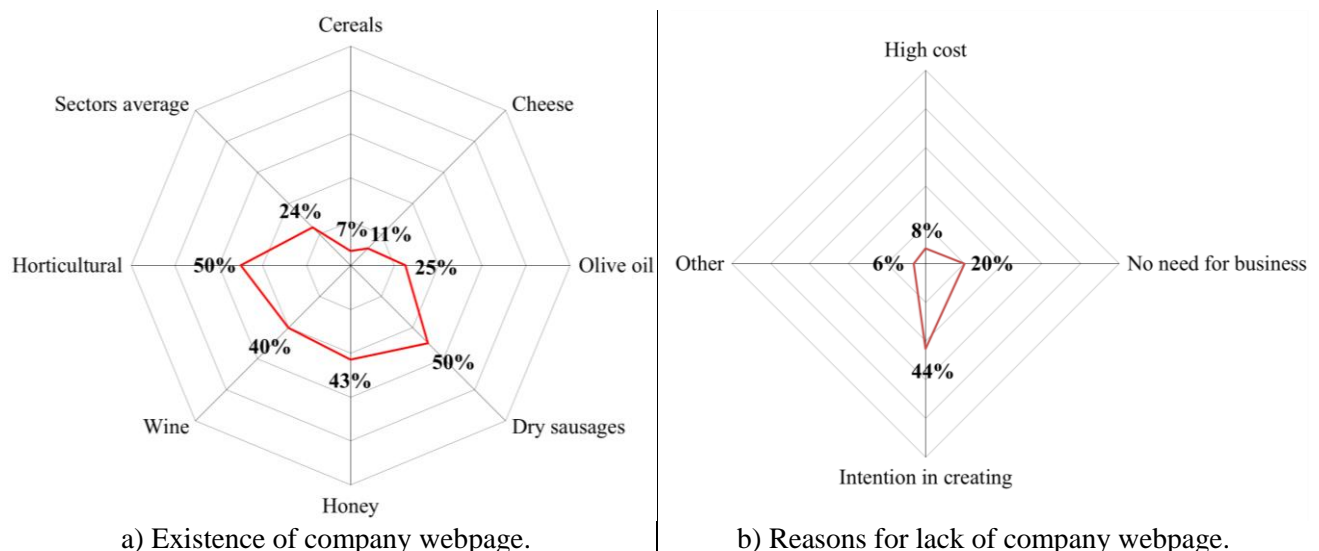 Cereals
Sectors average
Cheese
24%
7%
11%
Horticultural
50%
25%
Olive oil
40%
50%
43%
Wine
Dry sausages
Honey
a) Existence of company webpage.
High cost
8%
Other
6%
20%
No need for business
44%
Intention in creating
b) Reasons for lack of company webpage.